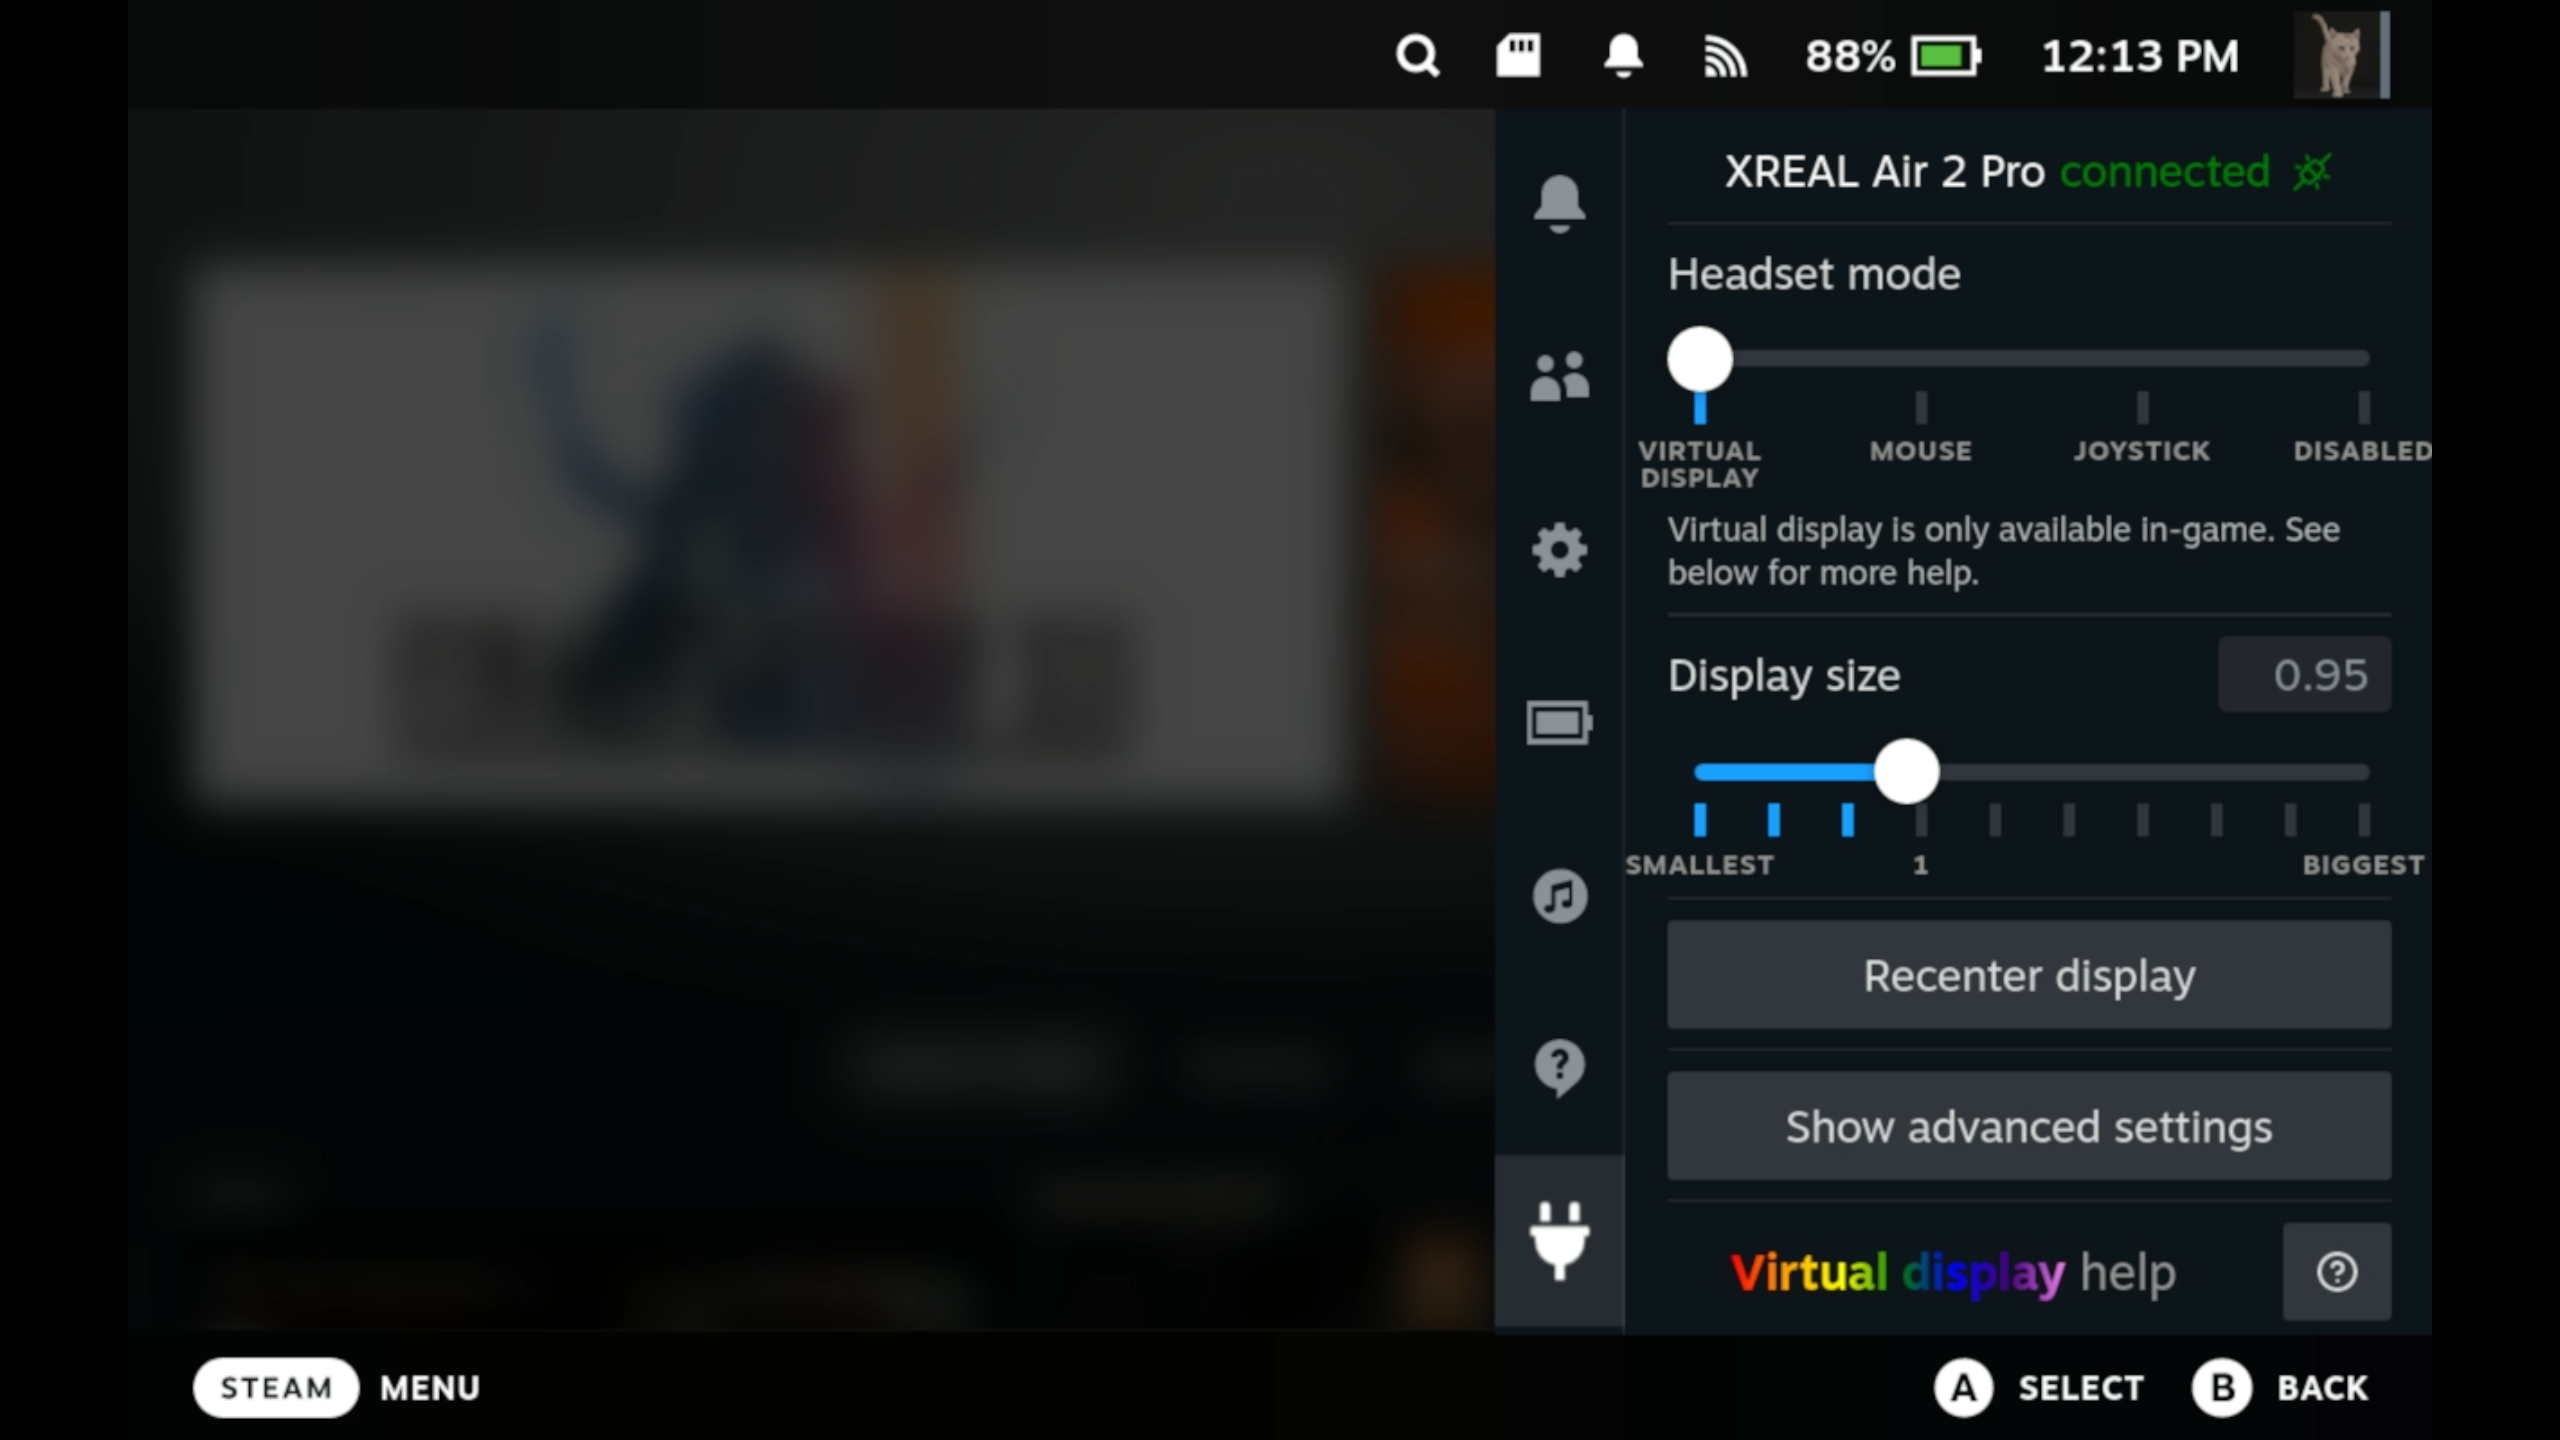 88%
12:13 PM
XREAL Air 2 Pro connected
Headset mode
VIRTUAL DISPLAY
MOUSE
JOYSTICK
DISABLED
Virtual display is only available in-game. See
below for more help.
Display size
0.95
SMALLEST
1
BIGGEST
Recenter display
Show advanced settings
Virtual display help
STEAM MENU
A SELECT B BACK